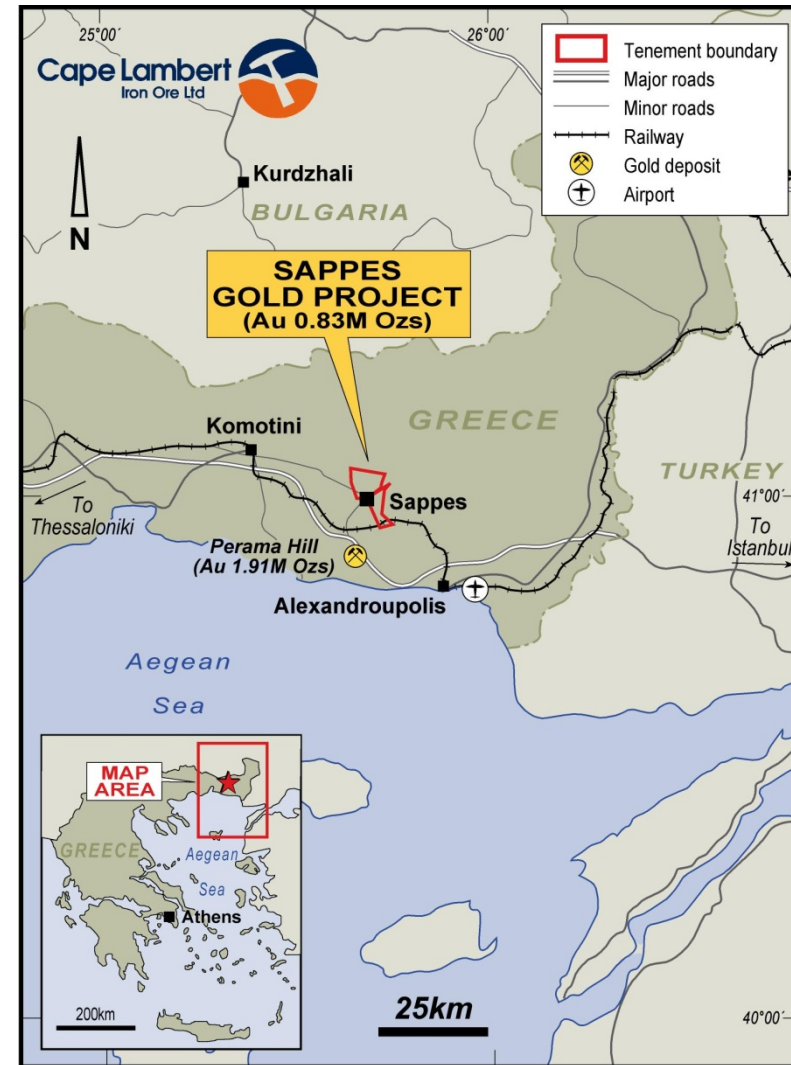 25°00´
26°00´
Cape Lambert
Iron Ore Ltd
Tenement boundary
Major roads
Minor roads
Railway
Gold deposit
Airport
N
Kurdzhali
BULGARIA
SAPPES
GOLD PROJECT
(Au 0.83M Ozs)
GREECE
Komotini
TURKEY
Sappes
41°00´
To
Thessaloniki
To
Istanbul
Perama Hill
(Au 1.91M Ozs)
Alexandroupolis
Aegean
Sea
MAP
AREA
GREECE
Aegean
Sea
Athens
200km
25km
40°00´